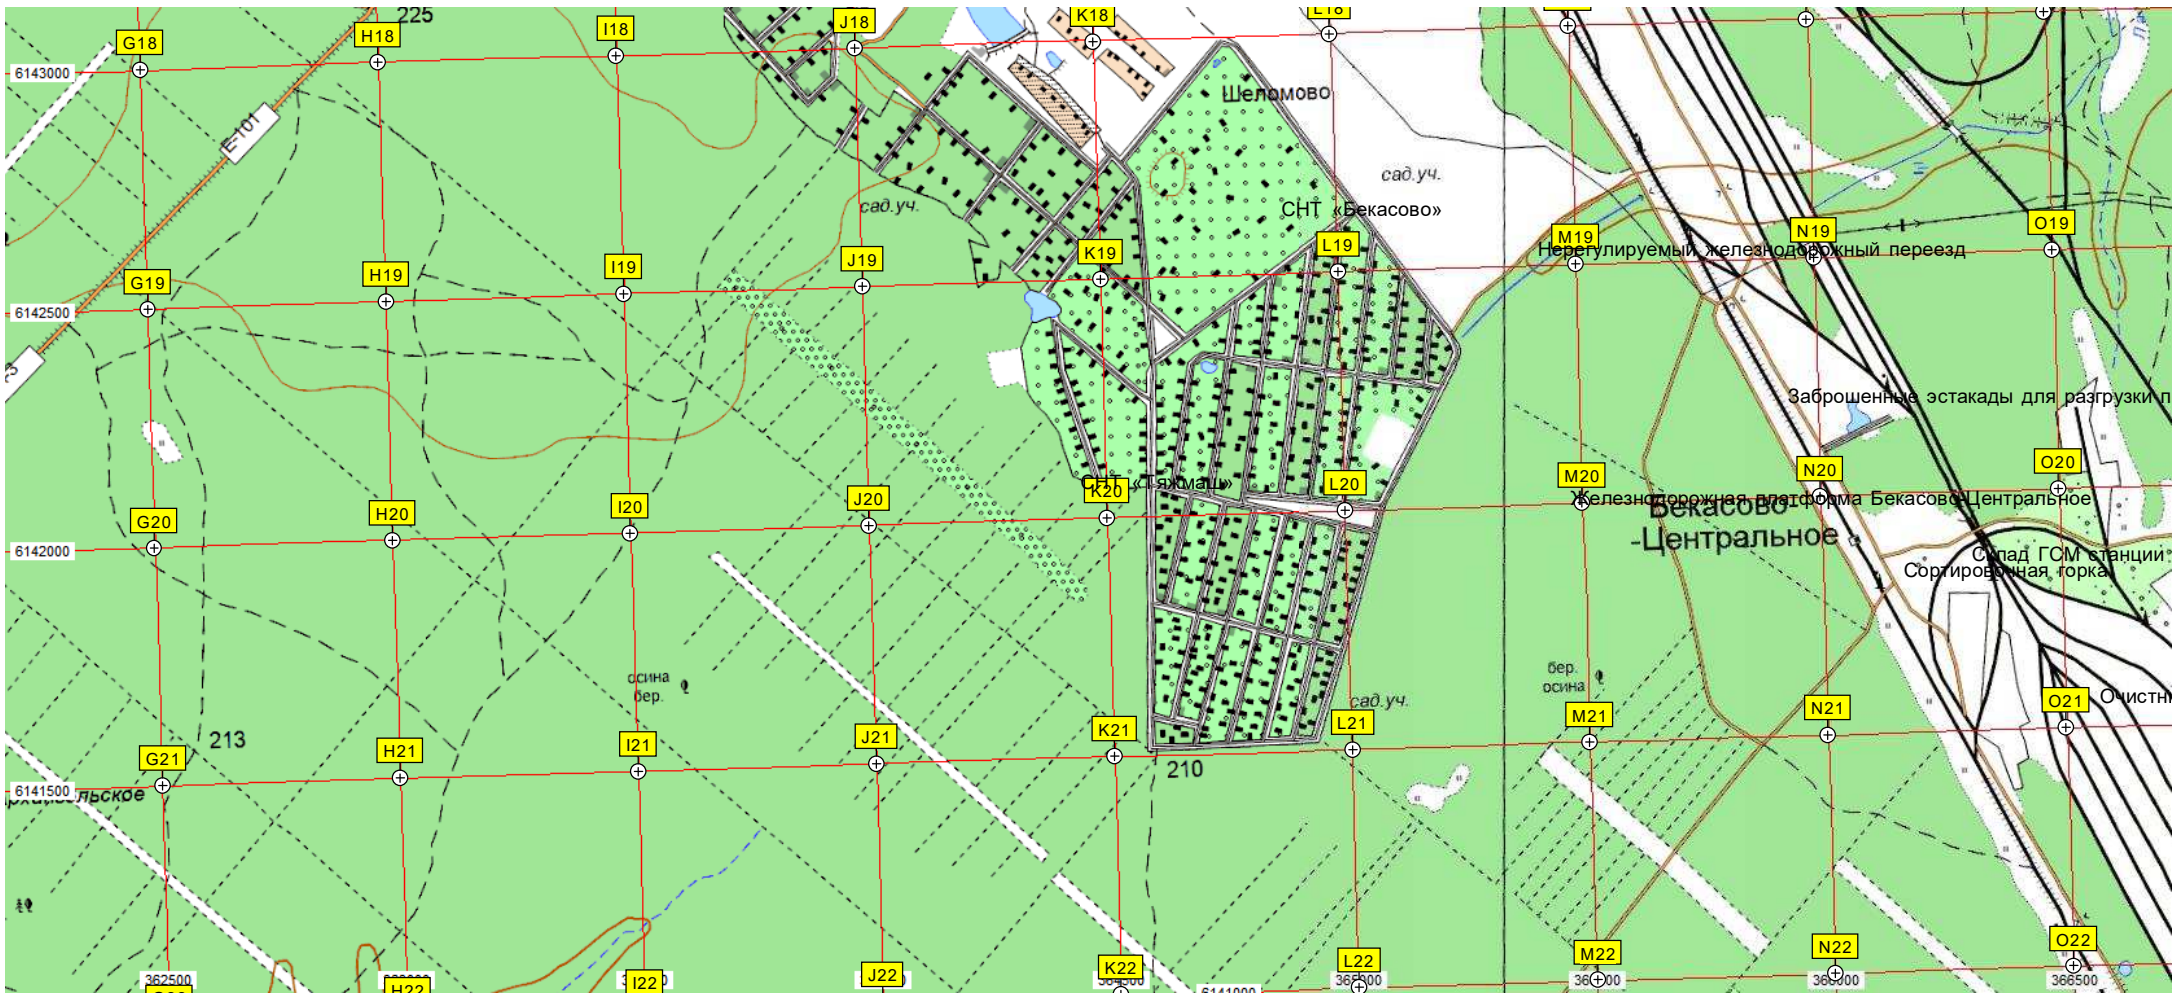 225
G18
H18
I18
J18
K18
L18
6143000
E-101
Шеломово
сад.уч.
сад.уч.
СНТ «Бекасово»
G19
H19
I19
J19
K19
L19
M19
N19
O19
Нерегулируемый железнодорожный переезд
6142500
Заброшенные эстакады для разгрузки п
G20
H20
I20
J20
K20
L20
M20
N20
O20
СНТ «Тяжмаш»
Железнодорожная платформа Бекасово-Центральное
Бекасово-
-Центральное
6142000
Склад ГСМ станции
Сортировочная горка
осина
бер.
бер.
осина
сад.уч.
Очистн
G21
H21
I21
J21
K21
L21
M21
N21
O21
213
210
6141500
H22
I22
J22
K22
L22
M22
N22
O22
362500
366500
6141000